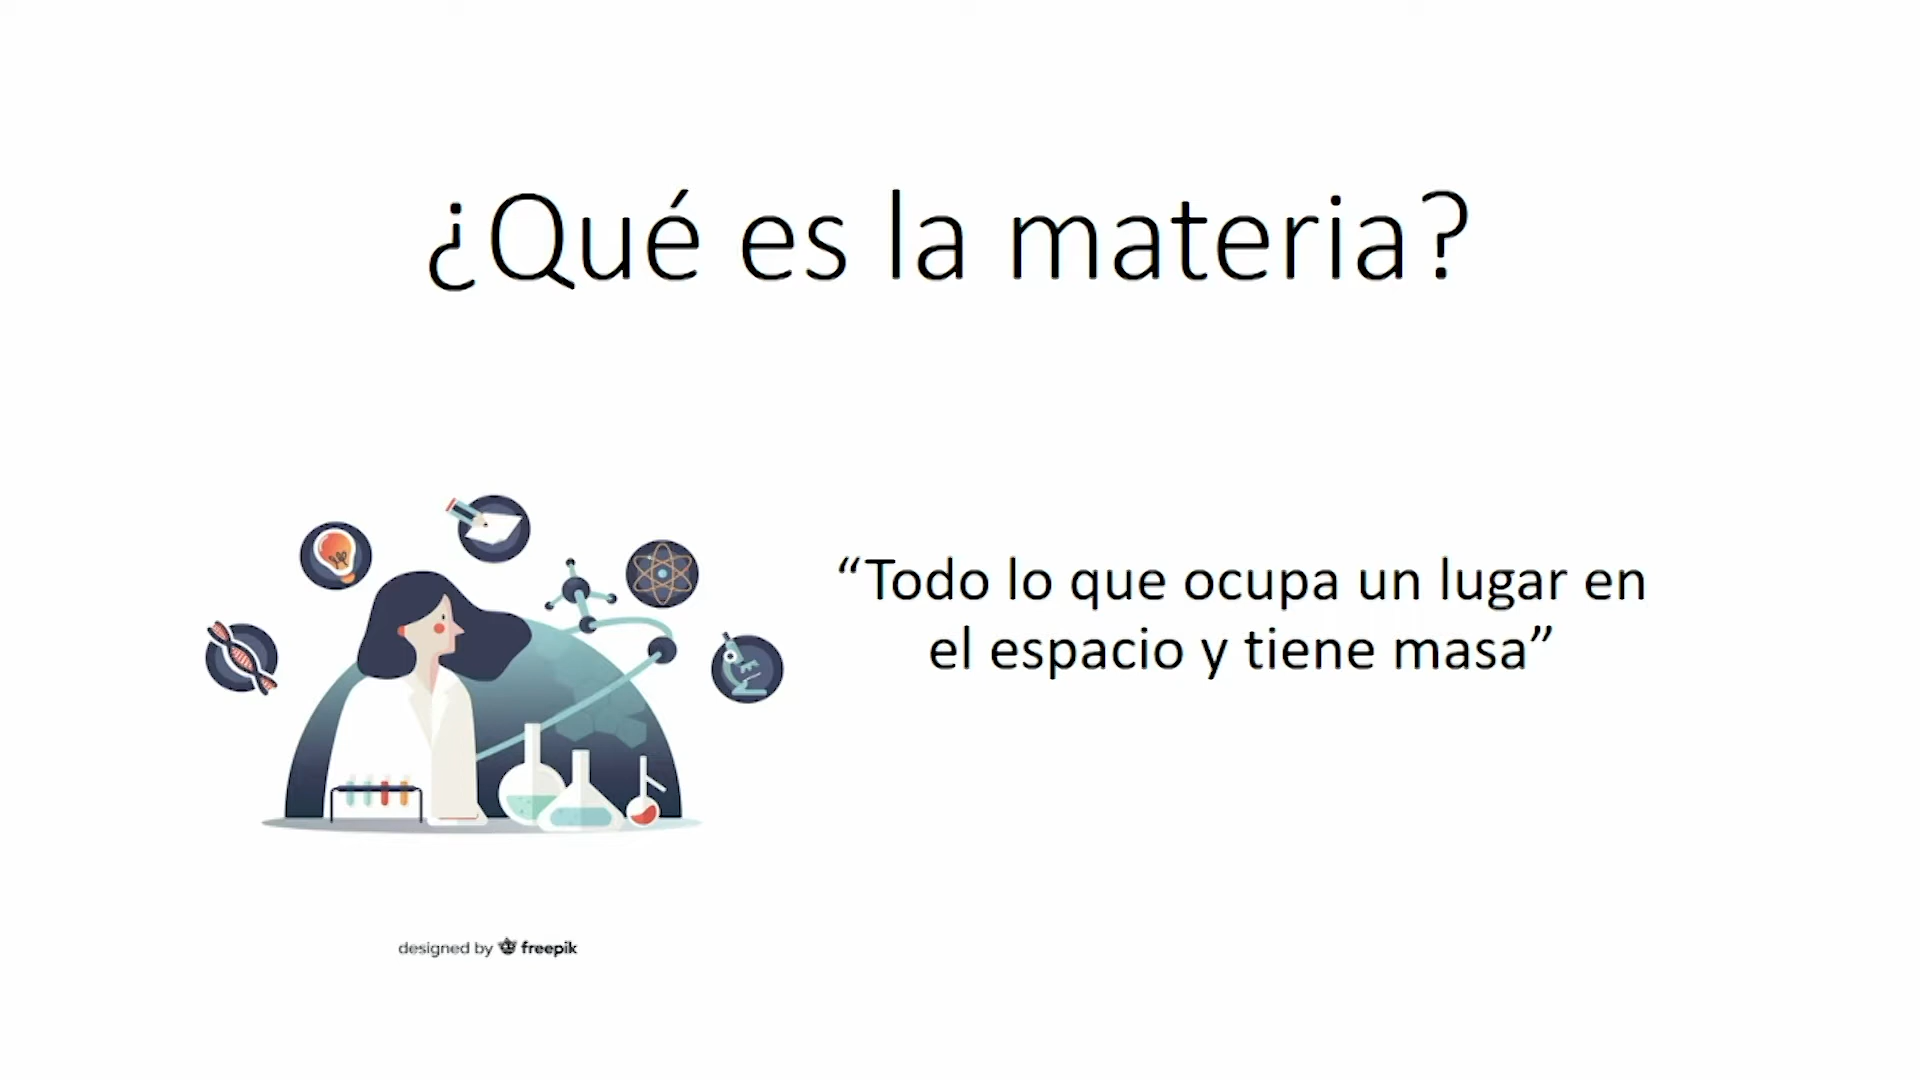 ¿Qué es la materia?
“Todo lo que ocupa un lugar en
el espacio y tiene masa”
designed by freepik